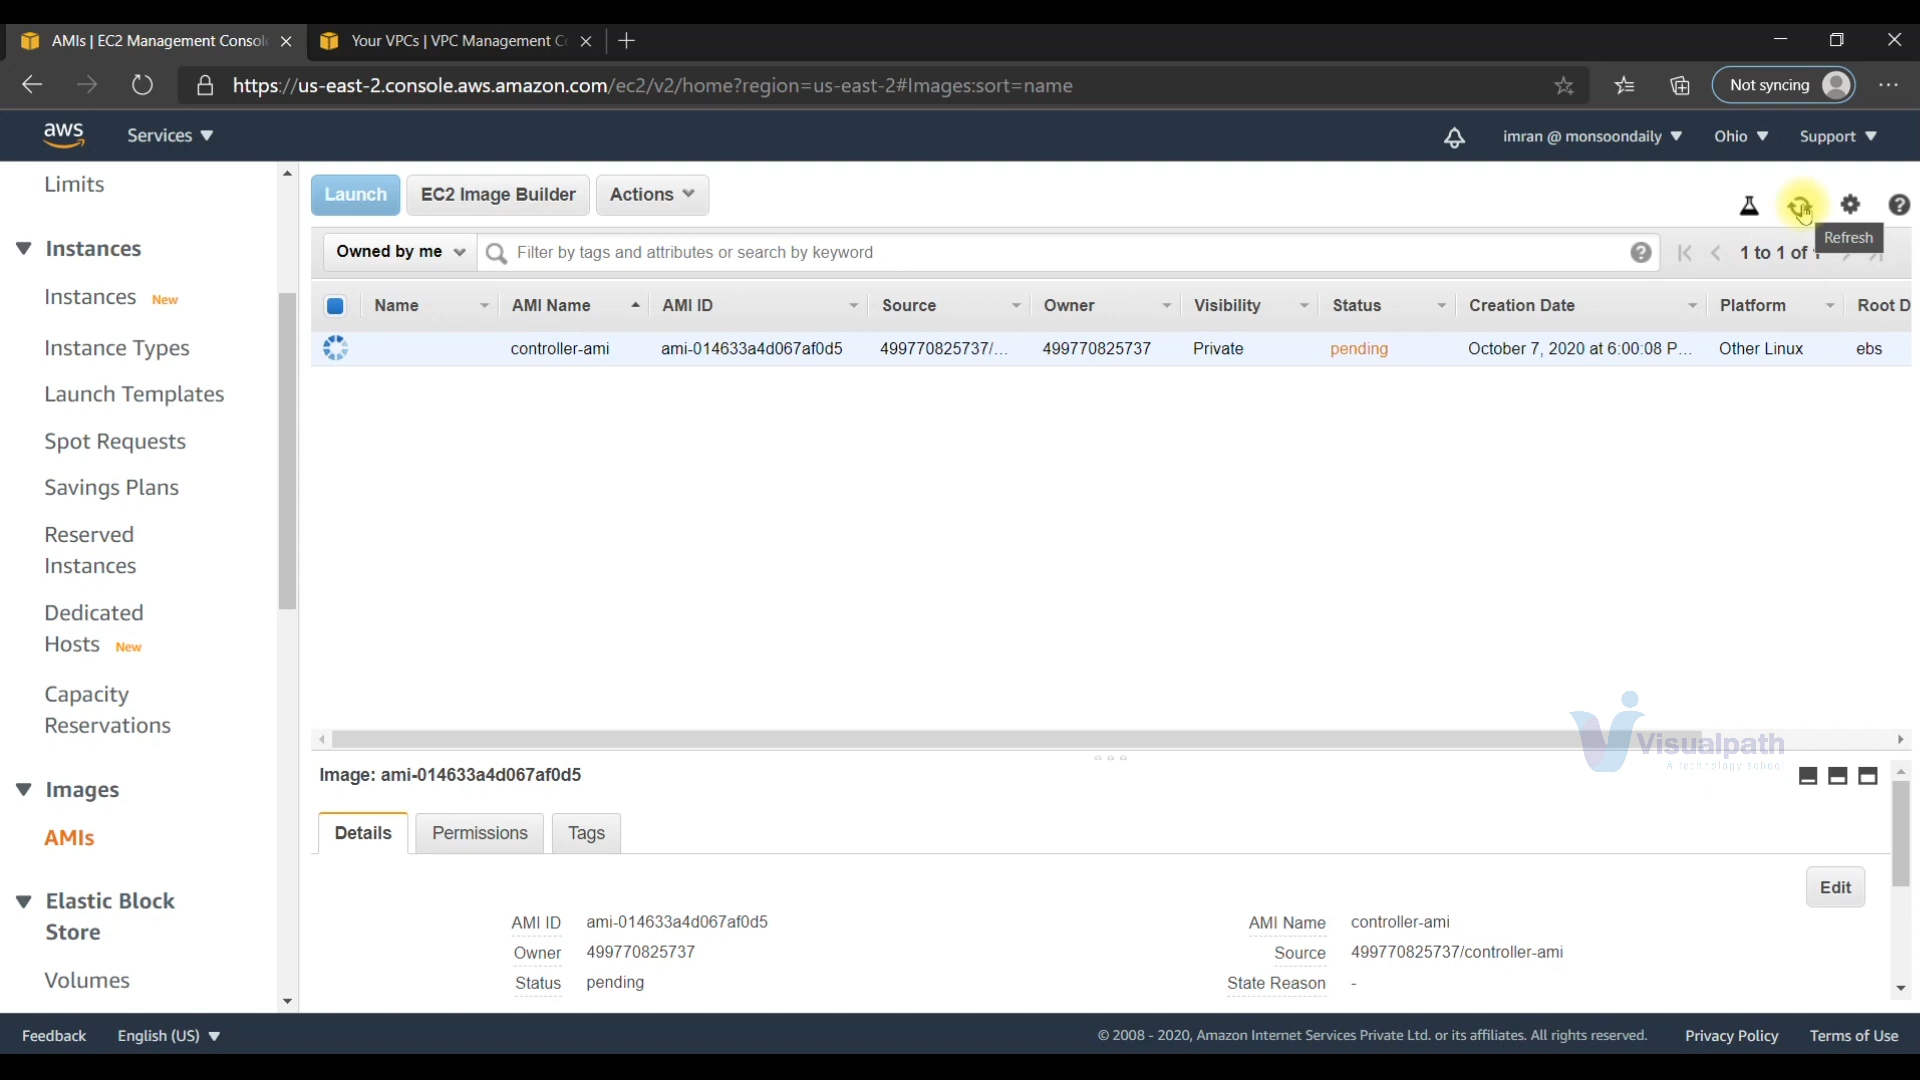 AMIs | EC2 Management Consol
Your VPCs | VPC Management C
https://us-east-2.console.aws.amazon.com/ec2/v2/home?region=us-east-2#Images:sort=name
Not syncing
aws
Services
imran @ monsoondaily
Ohio
Support
Limits
Instances
Instances New
Instance Types
Launch Templates
Spot Requests
Savings Plans
Reserved
Instances
Dedicated
Hosts New
Capacity
Reservations
Images
AMIs
Elastic Block
Store
Volumes
Launch
EC2 Image Builder
Actions
Refresh
Owned by me
Filter by tags and attributes or search by keyword
1 to 1 of
Name AMI Name AMI ID Source Owner Visibility Status Creation Date Platform Root D
controller-ami ami-014633a4d067af0d5 499770825737/... 499770825737 Private pending October 7, 2020 at 6:00:08 P... Other Linux ebs
Visualpath
A technology school
Image: ami-014633a4d067af0d5
Details
Permissions
Tags
Edit
AMI ID ami-014633a4d067af0d5
AMI Name controller-ami
Owner 499770825737
Source 499770825737/controller-ami
Status pending
State Reason -
Feedback
English (US)
© 2008 - 2020, Amazon Internet Services Private Ltd. or its affiliates. All rights reserved.
Privacy Policy
Terms of Use